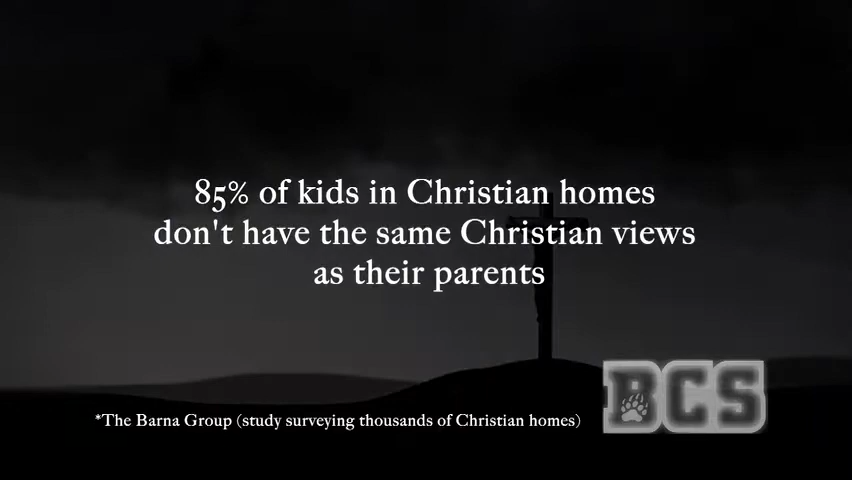 85% of kids in Christian homes
don't have the same Christian views
as their parents
*The Barna Group (study surveying thousands of Christian homes)
BCS